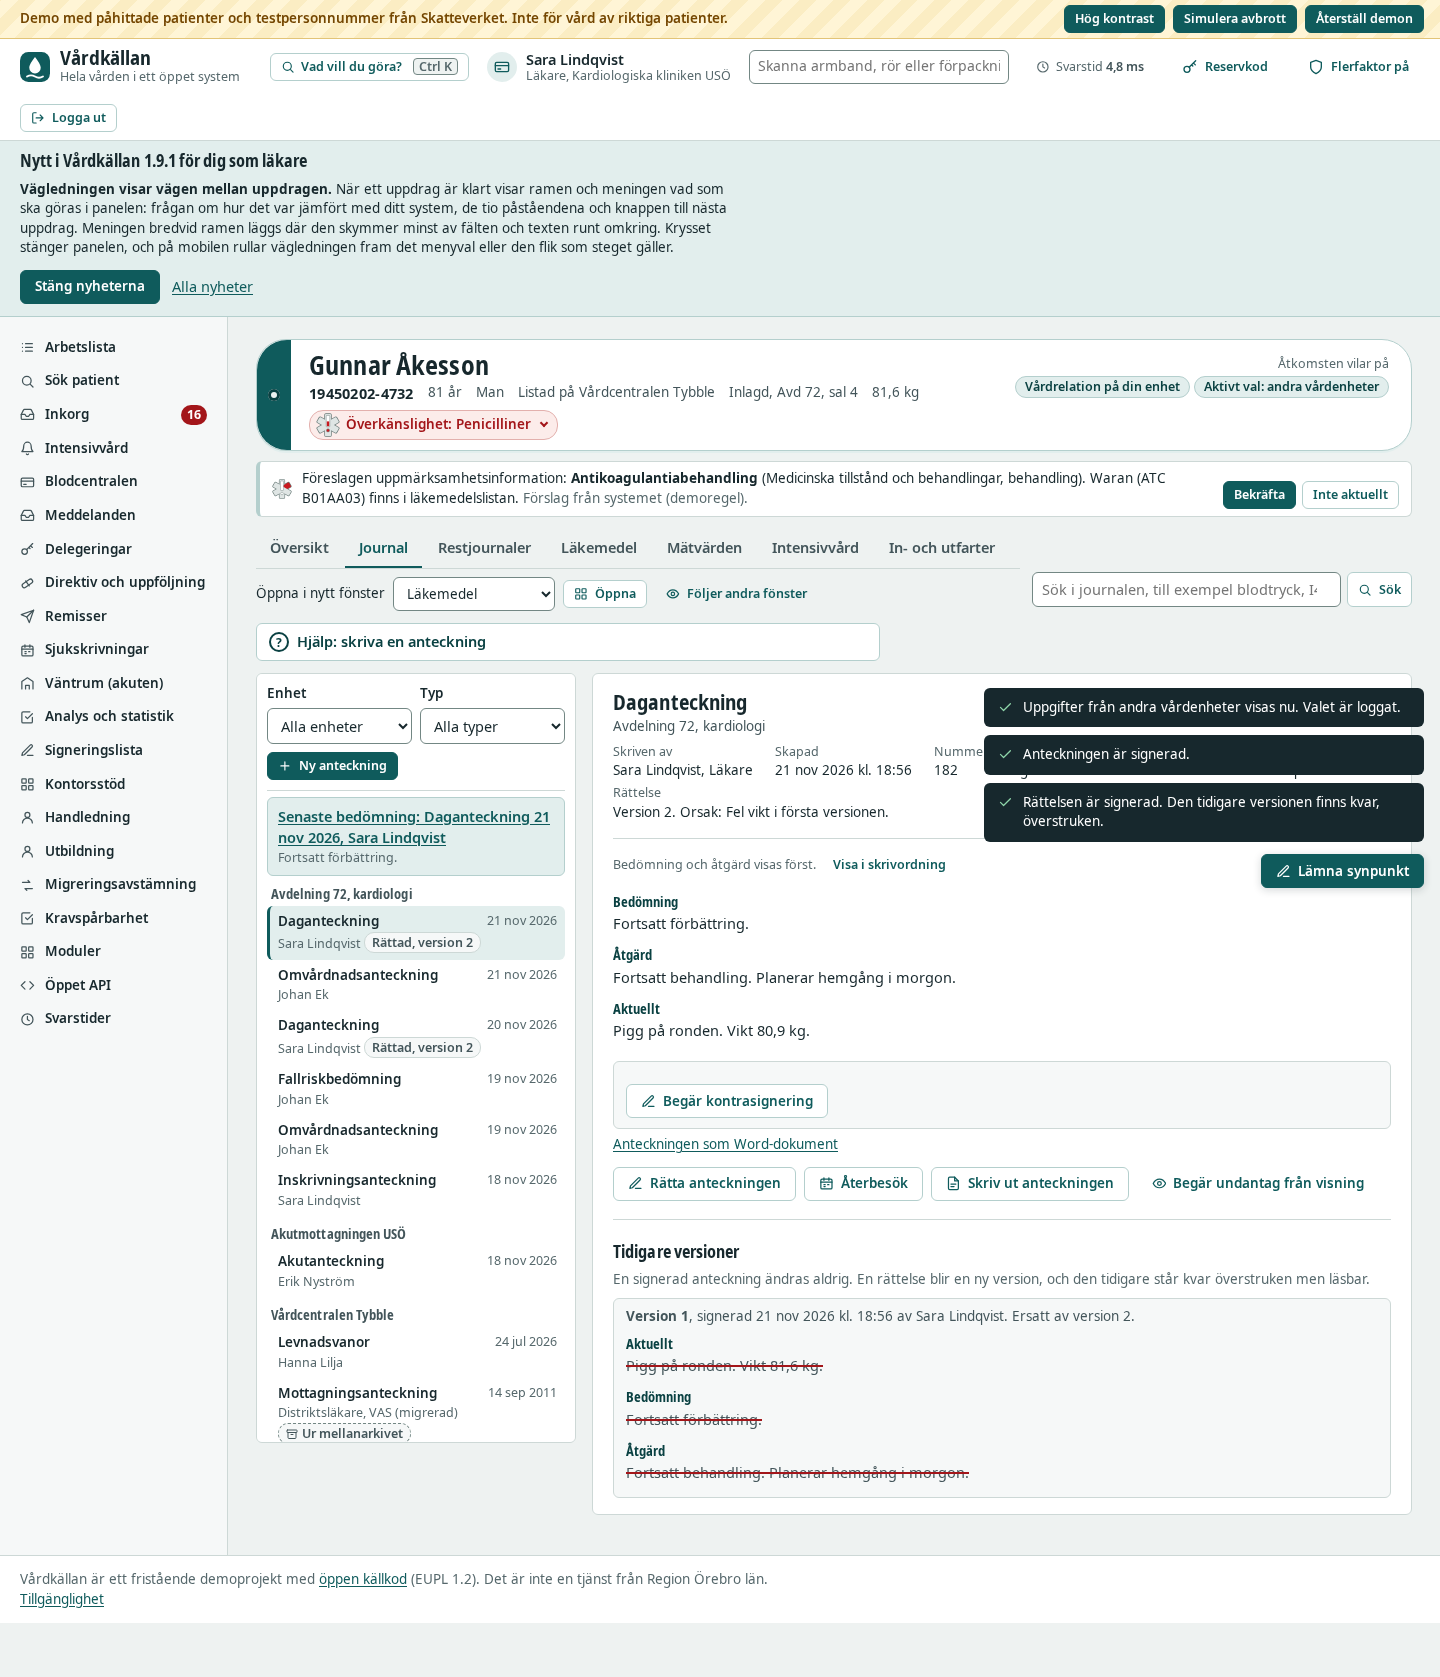 Demo med påhittade patienter och testpersonnummer från Skatteverket. Inte för vård av riktiga patienter.
Hög kontrast
Simulera avbrott
Återställ demon
Vårdkällan
Hela vården i ett öppet system
Vad vill du göra? Ctrl K
Sara Lindqvist
Läkare, Kardiologiska kliniken USÖ
Skanna armband, rör eller förpackni
Svarstid 4,8 ms
Reservkod
Flerfaktor på
Logga ut
Nytt i Vårdkällan 1.9.1 för dig som läkare
Vägledningen visar vägen mellan uppdragen. När ett uppdrag är klart visar ramen och meningen vad som
ska göras i panelen: frågan om hur det var jämfört med ditt system, de tio påståendena och knappen till nästa
uppdrag. Meningen bredvid ramen läggs där den skymmer minst av fälten och texten runt omkring. Krysset
stänger panelen, och på mobilen rullar vägledningen fram det menyval eller den flik som steget gäller.
Stäng nyheterna
Alla nyheter
Arbetslista
Sök patient
Inkorg 16
Intensivvård
Blodcentralen
Meddelanden
Delegeringar
Direktiv och uppföljning
Remisser
Sjukskrivningar
Väntrum (akuten)
Analys och statistik
Signeringslista
Kontorsstöd
Handledning
Utbildning
Migreringsavstämning
Kravspårbarhet
Moduler
Öppet API
Svarstider
Gunnar Åkesson
19450202-4732 81 år Man Listad på Vårdcentralen Tybble Inlagd, Avd 72, sal 4 81,6 kg
Överkänslighet: Penicilliner
Åtkomsten vilar på
Vårdrelation på din enhet
Aktivt val: andra vårdenheter
Föreslagen uppmärksamhetsinformation: Antikoagulantiabehandling (Medicinska tillstånd och behandlingar, behandling). Waran (ATC
B01AA03) finns i läkemedelslistan. Förslag från systemet (demoregel).
Bekräfta
Inte aktuellt
Översikt
Journal
Restjournaler
Läkemedel
Mätvärden
Intensivvård
In- och utfarter
Öppna i nytt fönster
Läkemedel
Öppna
Följer andra fönster
Sök i journalen, till exempel blodtryck, I4
Sök
? Hjälp: skriva en anteckning
Enhet
Typ
Alla enheter
Alla typer
Ny anteckning
Senaste bedömning: Daganteckning 21
nov 2026, Sara Lindqvist
Fortsatt förbättring.
Avdelning 72, kardiologi
Daganteckning 21 nov 2026
Sara Lindqvist Rättad, version 2
Omvårdnadsanteckning 21 nov 2026
Johan Ek
Daganteckning 20 nov 2026
Sara Lindqvist Rättad, version 2
Fallriskbedömning 19 nov 2026
Johan Ek
Omvårdnadsanteckning 19 nov 2026
Johan Ek
Inskrivningsanteckning 18 nov 2026
Sara Lindqvist
Akutmottagningen USÖ
Akutanteckning 18 nov 2026
Erik Nyström
Vårdcentralen Tybble
Levnadsvanor 24 jul 2026
Hanna Lilja
Mottagningsanteckning 14 sep 2011
Distriktsläkare, VAS (migrerad)
Ur mellanarkivet
Daganteckning
Avdelning 72, kardiologi
Skriven av
Sara Lindqvist, Läkare
Skapad
21 nov 2026 kl. 18:56
Numme
182
Rättelse
Version 2. Orsak: Fel vikt i första versionen.
Uppgifter från andra vårdenheter visas nu. Valet är loggat.
Anteckningen är signerad.
Rättelsen är signerad. Den tidigare versionen finns kvar,
överstruken.
Lämna synpunkt
Bedömning och åtgärd visas först. Visa i skrivordning
Bedömning
Fortsatt förbättring.
Åtgärd
Fortsatt behandling. Planerar hemgång i morgon.
Aktuellt
Pigg på ronden. Vikt 80,9 kg.
Begär kontrasignering
Anteckningen som Word-dokument
Rätta anteckningen
Återbesök
Skriv ut anteckningen
Begär undantag från visning
Tidigare versioner
En signerad anteckning ändras aldrig. En rättelse blir en ny version, och den tidigare står kvar överstruken men läsbar.
Version 1, signerad 21 nov 2026 kl. 18:56 av Sara Lindqvist. Ersatt av version 2.
Aktuellt
Pigg på ronden. Vikt 81,6 kg.
Bedömning
Fortsatt förbättring.
Åtgärd
Fortsatt behandling. Planerar hemgång i morgon.
Vårdkällan är ett fristående demoprojekt med öppen källkod (EUPL 1.2). Det är inte en tjänst från Region Örebro län.
Tillgänglighet